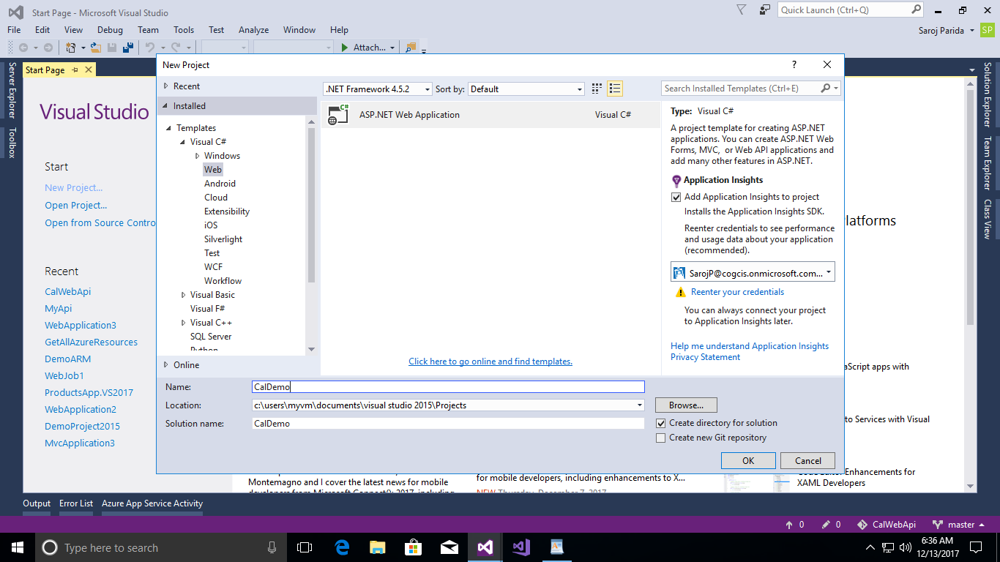 Start Page - Microsoft Visual Studio
Quick Launch (Ctrl+Q)
File Edit View Debug Team Tools Test Analyze Window Help
Saroj Parida
SP
Attach...
Server Explorer
Toolbox
Start Page
Visual Studio
Start
New Project...
Open Project...
Open from Source Contro
Recent
CalWebApi
MyApi
WebApplication3
GetAllAzureResources
DemoARM
WebJob1
ProductsApp.VS2017
WebApplication2
DemoProject2015
MvcApplication3
New Project
?
Recent
Installed
Templates
Visual C#
Windows
Web
Android
Cloud
Extensibility
iOS
Silverlight
Test
WCF
Workflow
Visual Basic
Visual F#
Visual C++
SQL Server
Python
Online
.NET Framework 4.5.2
Sort by: Default
Search Installed Templates (Ctrl+E)
ASP.NET Web Application Visual C#
Click here to go online and find templates.
Type: Visual C#
A project template for creating ASP.NET
applications. You can create ASP.NET Web
Forms, MVC, or Web API applications and
add many other features in ASP.NET.
Application Insights
Add Application Insights to project
Installs the Application Insights SDK.
Reenter credentials to see performance
and usage data about your application
(recommended).
SarojP@cogcis.onmicrosoft.com...
Reenter your credentials
You can always connect your project
to Application Insights later.
Help me understand Application Insights
Privacy Statement
Name: CalDemo
Location: c:\users\myvm\documents\visual studio 2015\Projects
Browse...
Solution name: CalDemo
Create directory for solution
Create new Git repository
OK
Cancel
latforms
aScript apps with
to Services with Visual
Enhancements for
XAML Developers
Montemagno and I cover the latest news for mobile
developers from Microsoft Connect(); 2017, including
for mobile developers, including enhancements to X...
NEW Thursday, December 7, 2017
Solution Explorer
Team Explorer
Class View
Output Error List Azure App Service Activity
0
0
CalWebApi
master
Type here to search
6:36 AM
12/13/2017